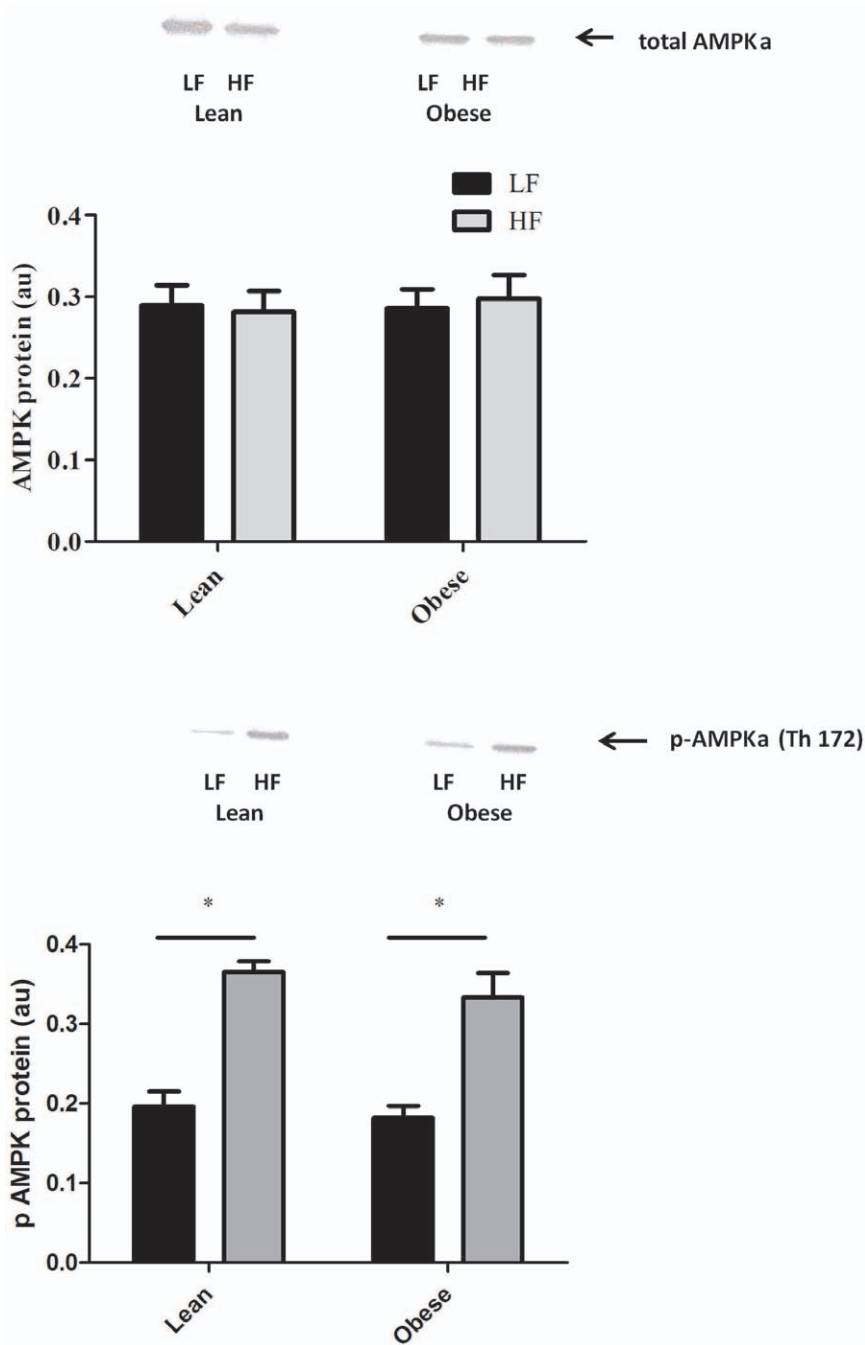 total AMPKa
LF HF LF HF
Lean Obese
LF
HF
AMPK protein (au)
0.4
0.3
0.2
0.1
0.0
Lean Obese
p-AMPKa (Th 172)
LF HF LF HF
Lean Obese
* *
p AMPK protein (au)
0.4
0.3
0.2
0.1
0.0
Lean Obese